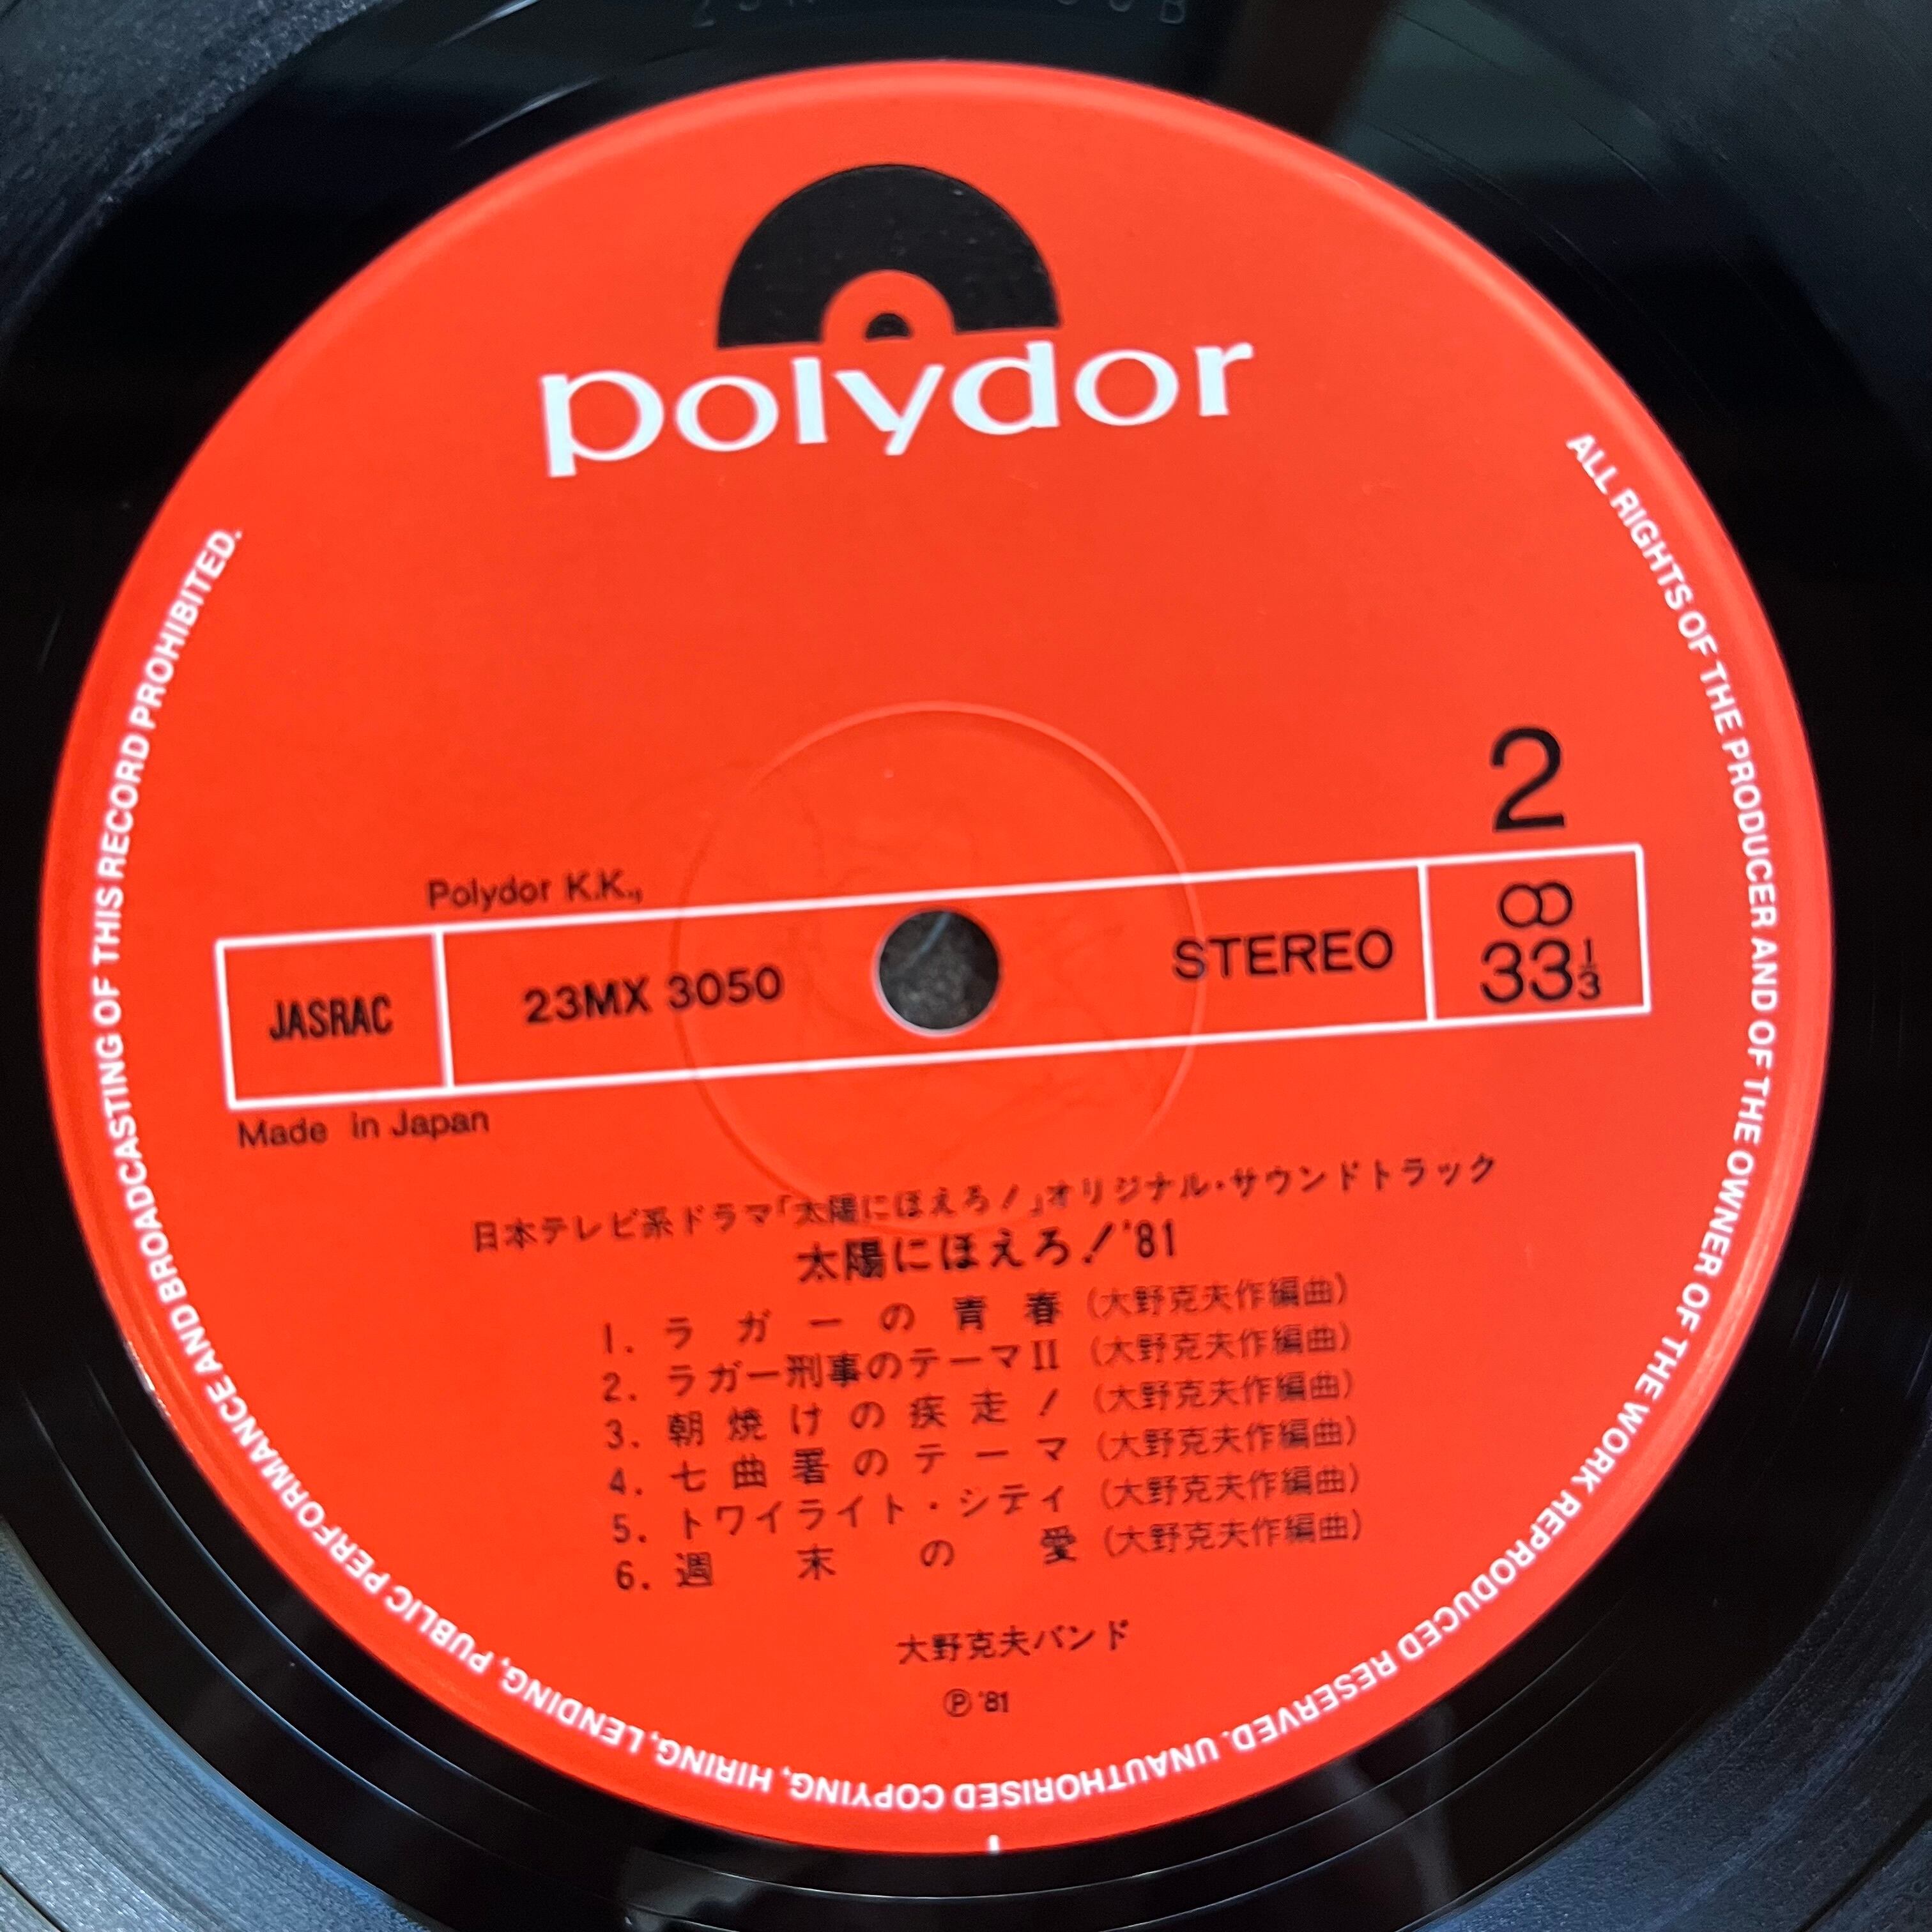 polydor
2
Polydor K.K.,
JASRAC 23MX 3050 STEREO 33 1/3
Made in Japan
日本テレビ系ドラマ「太陽にほえろ!」オリジナル・サウンドトラック
太陽にほえろ!'81
1. ラガーの青春 (大野克夫作編曲)
2. ラガー刑事のテーマII (大野克夫作編曲)
3. 朝焼けの疾走! (大野克夫作編曲)
4. 七曲署のテーマ (大野克夫作編曲)
5. トワイライト・シティ (大野克夫作編曲)
6. 週末の愛 (大野克夫作編曲)
大野克夫バンド
Ⓟ '81
ALL RIGHTS OF THE PRODUCER AND OF THE OWNER OF THE WORK REPRODUCED RESERVED. UNAUTHORISED COPYING, HIRING, LENDING, PUBLIC PERFORMANCE AND BROADCASTING OF THIS RECORD PROHIBITED.